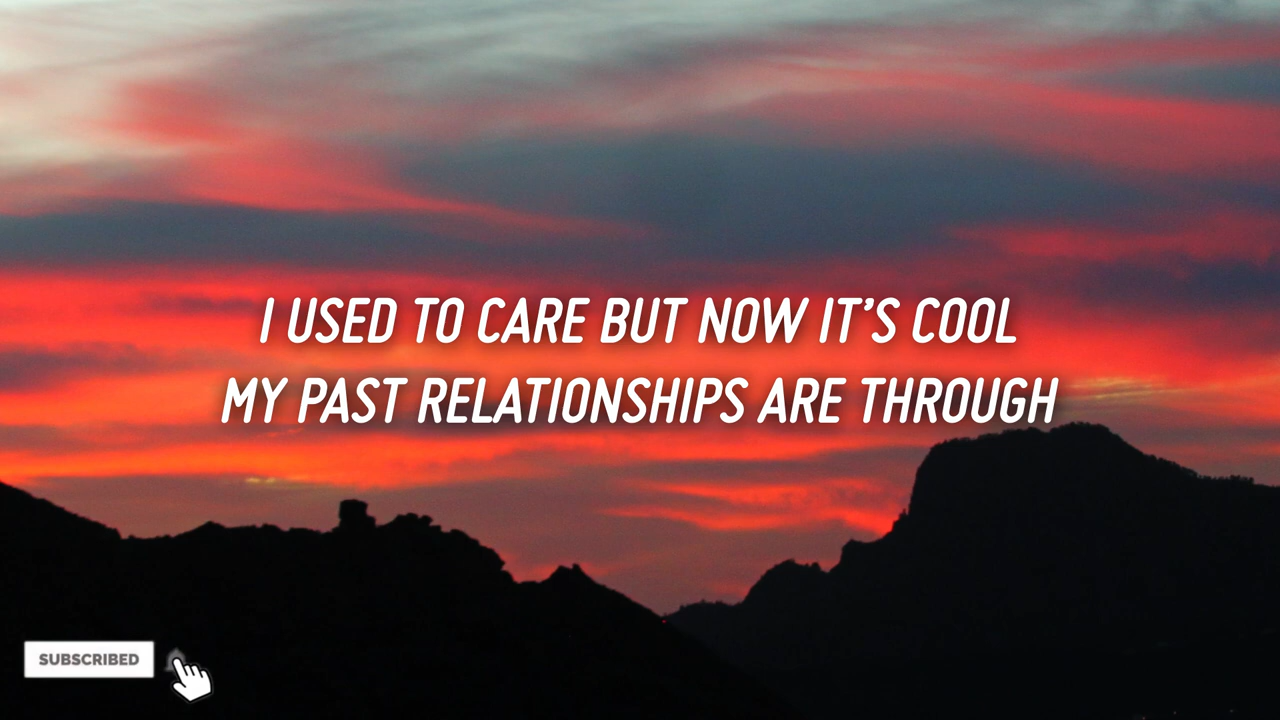 I USED TO CARE BUT NOW IT’S COOL
MY PAST RELATIONSHIPS ARE THROUGH
SUBSCRIBED